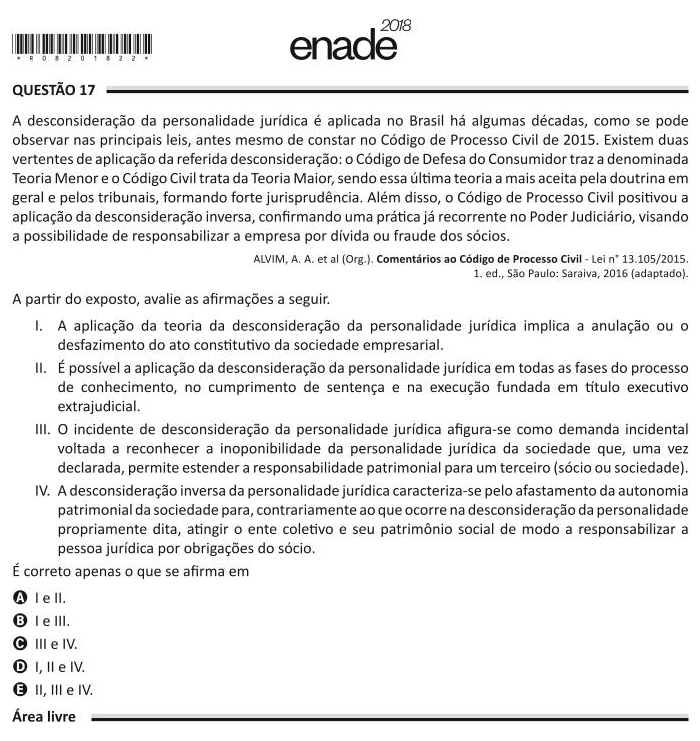 enade 2018
* R 0 8 2 0 1 8 2 2 *
QUESTÃO 17
A desconsideração da personalidade jurídica é aplicada no Brasil há algumas décadas, como se pode
observar nas principais leis, antes mesmo de constar no Código de Processo Civil de 2015. Existem duas
vertentes de aplicação da referida desconsideração: o Código de Defesa do Consumidor traz a denominada
Teoria Menor e o Código Civil trata da Teoria Maior, sendo essa última teoria a mais aceita pela doutrina em
geral e pelos tribunais, formando forte jurisprudência. Além disso, o Código de Processo Civil positivou a
aplicação da desconsideração inversa, confirmando uma prática já recorrente no Poder Judiciário, visando
a possibilidade de responsabilizar a empresa por dívida ou fraude dos sócios.
ALVIM, A. A. et al (Org.). Comentários ao Código de Processo Civil - Lei n° 13.105/2015.
1. ed., São Paulo: Saraiva, 2016 (adaptado).
A partir do exposto, avalie as afirmações a seguir.
I. A aplicação da teoria da desconsideração da personalidade jurídica implica a anulação ou o
desfazimento do ato constitutivo da sociedade empresarial.
II. É possível a aplicação da desconsideração da personalidade jurídica em todas as fases do processo
de conhecimento, no cumprimento de sentença e na execução fundada em título executivo
extrajudicial.
III. O incidente de desconsideração da personalidade jurídica afigura-se como demanda incidental
voltada a reconhecer a inoponibilidade da personalidade jurídica da sociedade que, uma vez
declarada, permite estender a responsabilidade patrimonial para um terceiro (sócio ou sociedade).
IV. A desconsideração inversa da personalidade jurídica caracteriza-se pelo afastamento da autonomia
patrimonial da sociedade para, contrariamente ao que ocorre na desconsideração da personalidade
propriamente dita, atingir o ente coletivo e seu patrimônio social de modo a responsabilizar a
pessoa jurídica por obrigações do sócio.
É correto apenas o que se afirma em
A I e II.
B I e III.
C III e IV.
D I, II e IV.
E II, III e IV.
Área livre